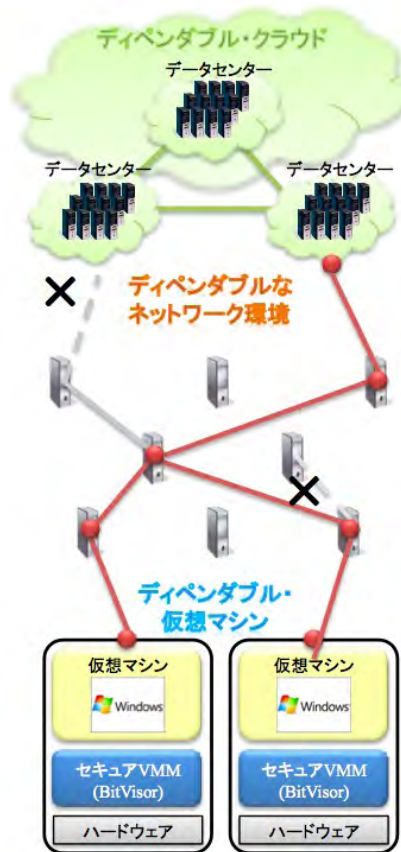 ディペンダブル・クラウド
データセンター
データセンター
データセンター
ディペンダブルな
ネットワーク環境
ディペンダブル・
仮想マシン
仮想マシン
Windows
セキュアVMM
(BitVisor)
ハードウェア
仮想マシン
Windows
セキュアVMM
(BitVisor)
ハードウェア